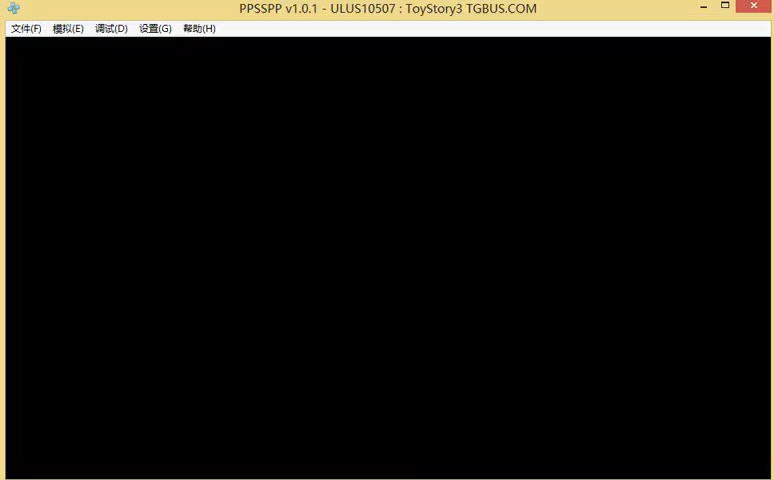 PPSSPP v1.0.1 - ULUS10507 : ToyStory3 TGBUS.COM
文件(F) 模拟(E) 调试(D) 设置(G) 帮助(H)